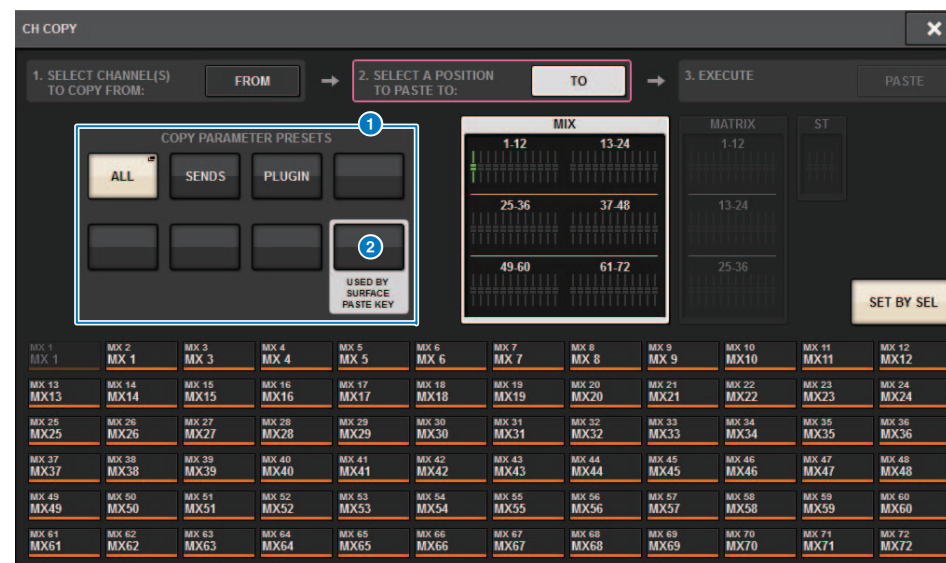 CH COPY
1. SELECT CHANNEL(S)
TO COPY FROM:
FROM
2. SELECT A POSITION
TO PASTE TO:
TO
3. EXECUTE
PASTE
1
COPY PARAMETER PRESETS
ALL
SENDS
PLUGIN
2
USED BY
SURFACE
PASTE KEY
MIX
1-12
13-24
25-36
37-48
49-60
61-72
MATRIX
1-12
13-24
25-36
ST
SET BY SEL
MX 1 MX 2 MX 3 MX 4 MX 5 MX 6 MX 7 MX 8 MX 9 MX 10 MX 11 MX 12
MX 1 MX 1 MX 3 MX 4 MX 5 MX 6 MX 7 MX 8 MX 9 MX10 MX11 MX12
MX 13 MX 14 MX 15 MX 16 MX 17 MX 18 MX 19 MX 20 MX 21 MX 22 MX 23 MX 24
MX13 MX14 MX15 MX16 MX17 MX18 MX19 MX20 MX21 MX22 MX23 MX24
MX 25 MX 26 MX 27 MX 28 MX 29 MX 30 MX 31 MX 32 MX 33 MX 34 MX 35 MX 36
MX25 MX26 MX27 MX28 MX29 MX30 MX31 MX32 MX33 MX34 MX35 MX36
MX 37 MX 38 MX 39 MX 40 MX 41 MX 42 MX 43 MX 44 MX 45 MX 46 MX 47 MX 48
MX37 MX38 MX39 MX40 MX41 MX42 MX43 MX44 MX45 MX46 MX47 MX48
MX 49 MX 50 MX 51 MX 52 MX 53 MX 54 MX 55 MX 56 MX 57 MX 58 MX 59 MX 60
MX49 MX50 MX51 MX52 MX53 MX54 MX55 MX56 MX57 MX58 MX59 MX60
MX 61 MX 62 MX 63 MX 64 MX 65 MX 66 MX 67 MX 68 MX 69 MX 70 MX 71 MX 72
MX61 MX62 MX63 MX64 MX65 MX66 MX67 MX68 MX69 MX70 MX71 MX72